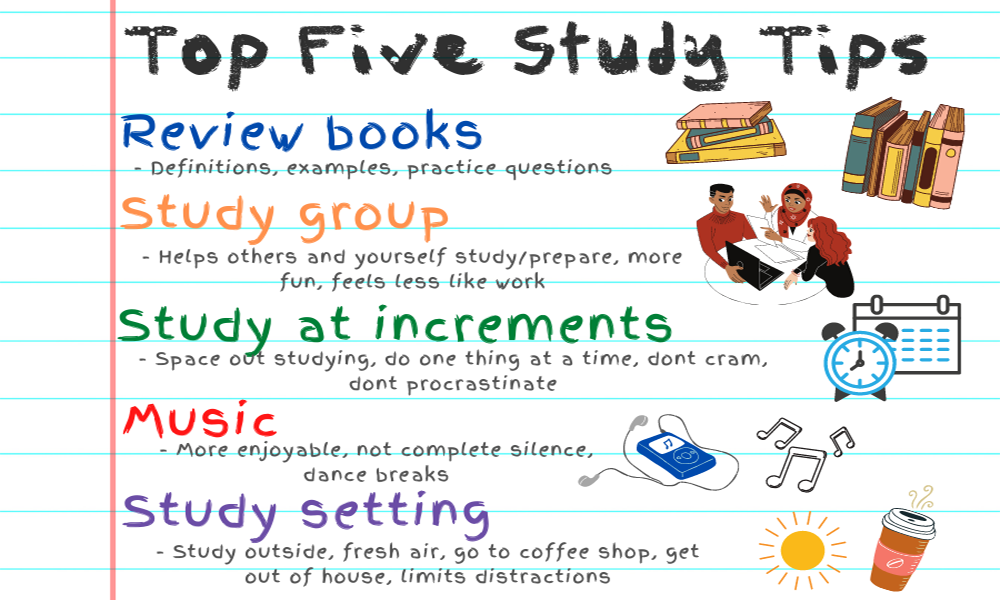 Top Five Study Tips
Review books
- Definitions, examples, practice questions
Study group
- Helps others and yourself study/prepare, more
fun, feels less like work
Study at increments
- Space out studying, do one thing at a time, dont cram,
dont procrastinate
Music
- More enjoyable, not complete silence,
dance breaks
Study setting
- Study outside, fresh air, go to coffee shop, get
out of house, limits distractions